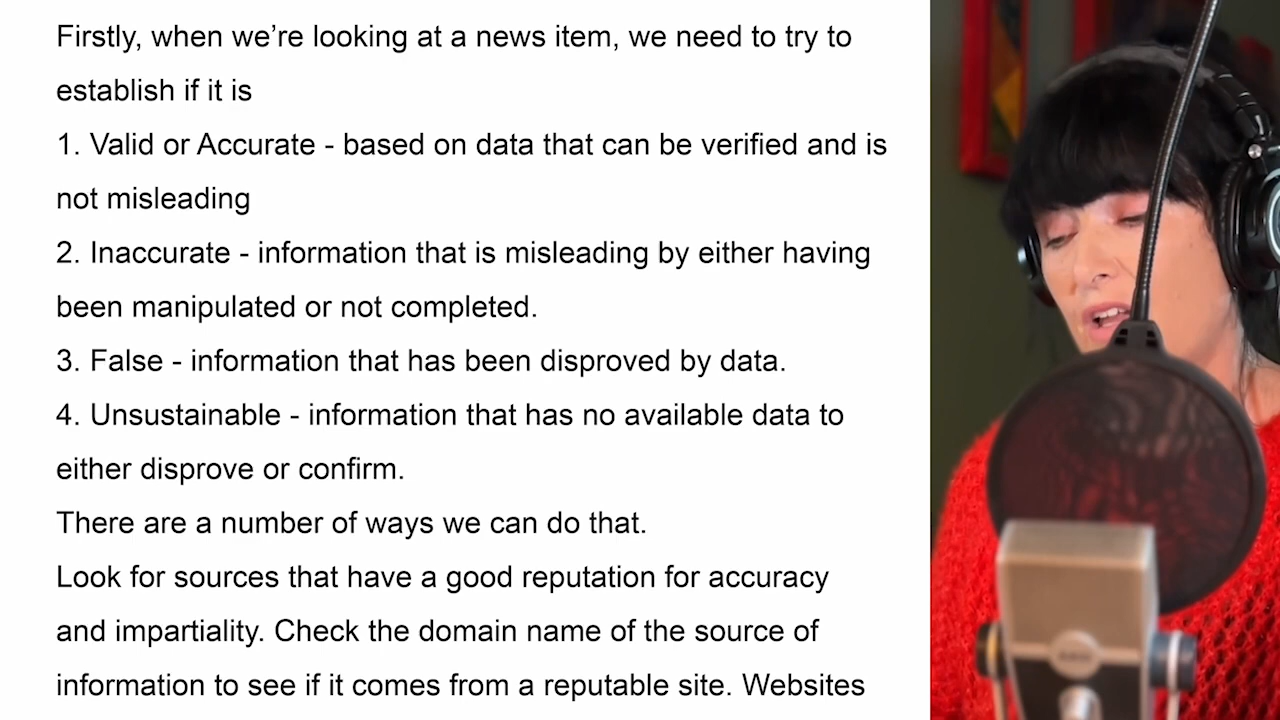 Firstly, when we’re looking at a news item, we need to try to
establish if it is
1. Valid or Accurate - based on data that can be verified and is
not misleading
2. Inaccurate - information that is misleading by either having
been manipulated or not completed.
3. False - information that has been disproved by data.
4. Unsustainable - information that has no available data to
either disprove or confirm.
There are a number of ways we can do that.
Look for sources that have a good reputation for accuracy
and impartiality. Check the domain name of the source of
information to see if it comes from a reputable site. Websites